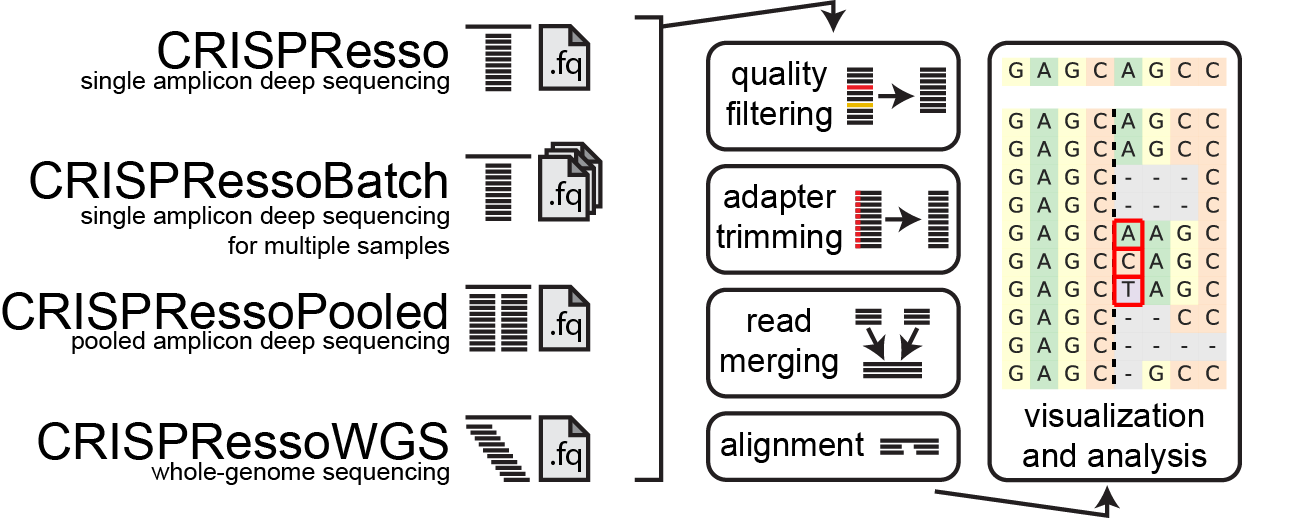 CRISPResso
single amplicon deep sequencing
.fq
CRISPRessoBatch
single amplicon deep sequencing
for multiple samples
.fq
CRISPRessoPooled
pooled amplicon deep sequencing
.fq
CRISPRessoWGS
whole-genome sequencing
.fq
quality
filtering
adapter
trimming
read
merging
alignment
G A G C A G C C
G A G C A G C C
G A G C A G C C
G A G C - - - C
G A G C - - - C
G A G C A A G C
G A G C C A G C
G A G C T A G C
G A G C - - C C
G A G C - - - -
G A G C - G C C
visualization
and analysis